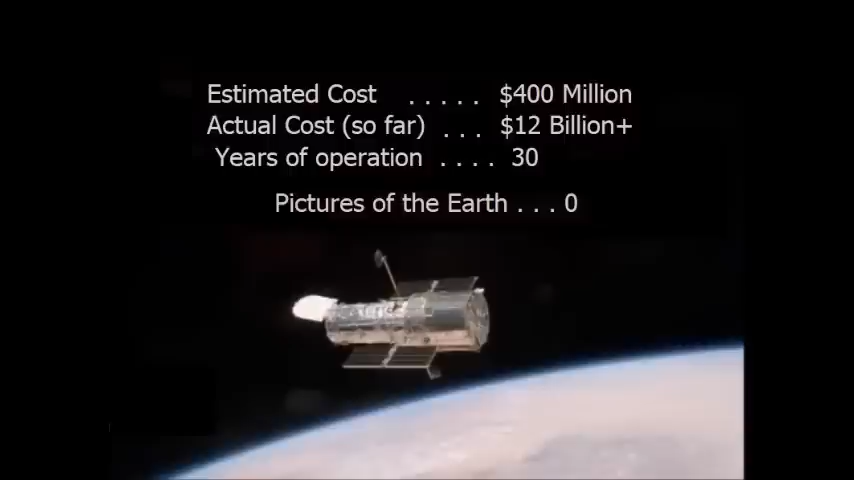 Estimated Cost ..... $400 Million
Actual Cost (so far) ... $12 Billion+
Years of operation .... 30
Pictures of the Earth ... 0